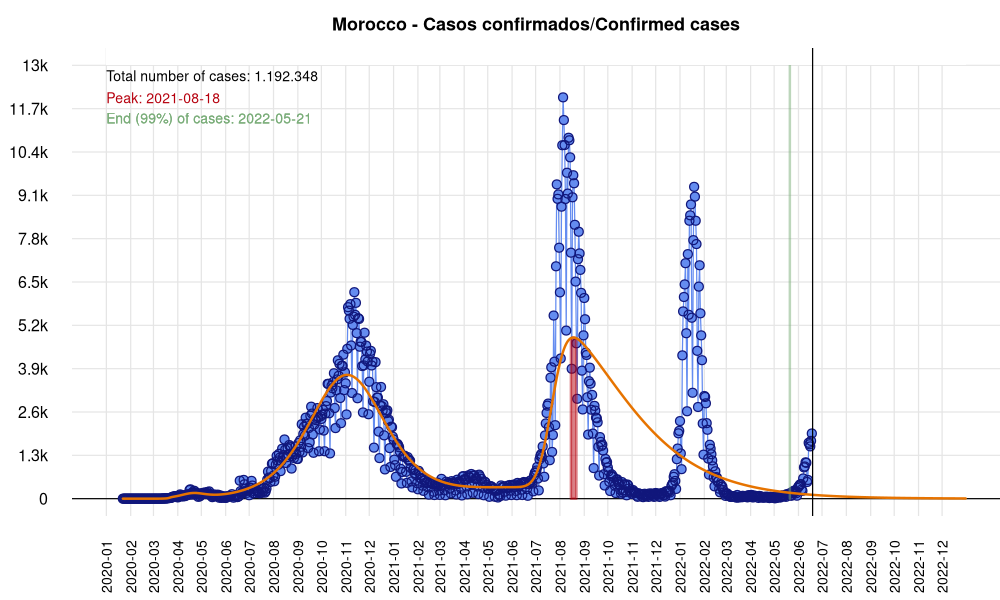 Morocco - Casos confirmados/Confirmed cases
13k
Total number of cases: 1.192.348
Peak: 2021-08-18
End (99%) of cases: 2022-05-21
11.7k
10.4k
9.1k
7.8k
6.5k
5.2k
3.9k
2.6k
1.3k
0
2020-01
2020-02
2020-03
2020-04
2020-05
2020-06
2020-07
2020-08
2020-09
2020-10
2020-11
2020-12
2021-01
2021-02
2021-03
2021-04
2021-05
2021-06
2021-07
2021-08
2021-09
2021-10
2021-11
2021-12
2022-01
2022-02
2022-03
2022-04
2022-05
2022-06
2022-07
2022-08
2022-09
2022-10
2022-11
2022-12